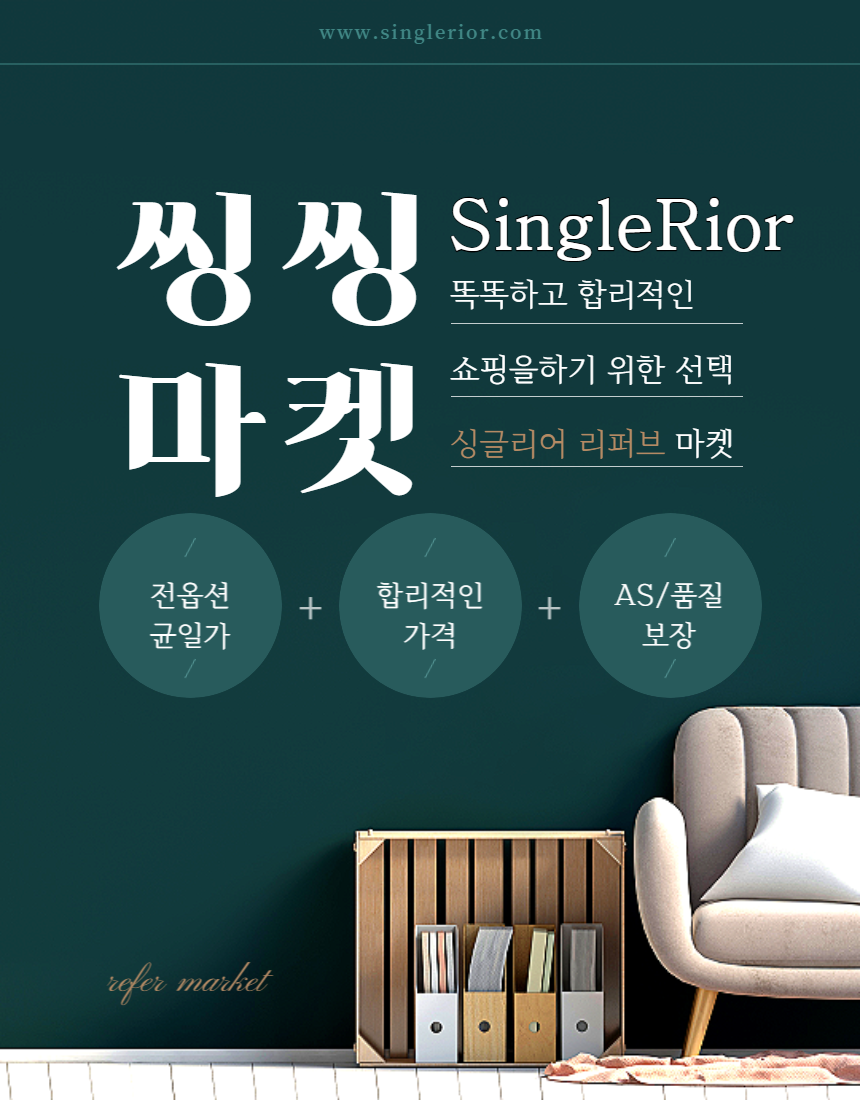 www.singlerior.com
씽씽
마켓
SingleRior
똑똑하고 합리적인
쇼핑을하기 위한 선택
싱글리어 리퍼브 마켓
전옵션
균일가
+
합리적인
가격
+
AS/품질
보장
refer market